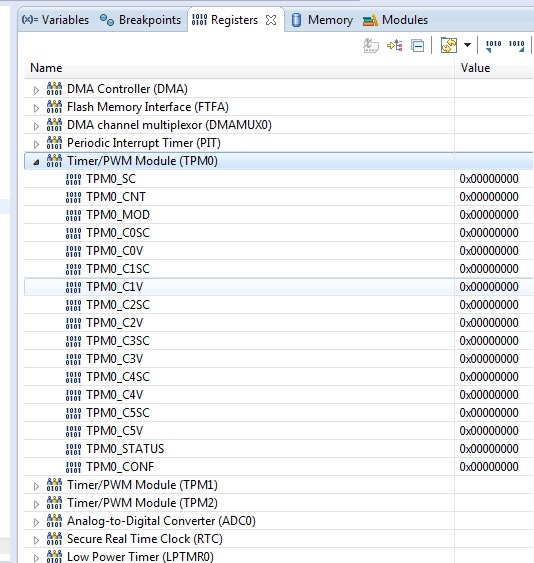 (x)= Variables Breakpoints Registers Memory Modules
Name Value
DMA Controller (DMA)
Flash Memory Interface (FTFA)
DMA channel multiplexor (DMAMUX0)
Periodic Interrupt Timer (PIT)
Timer/PWM Module (TPM0)
TPM0_SC 0x00000000
TPM0_CNT 0x00000000
TPM0_MOD 0x00000000
TPM0_C0SC 0x00000000
TPM0_C0V 0x00000000
TPM0_C1SC 0x00000000
TPM0_C1V 0x00000000
TPM0_C2SC 0x00000000
TPM0_C2V 0x00000000
TPM0_C3SC 0x00000000
TPM0_C3V 0x00000000
TPM0_C4SC 0x00000000
TPM0_C4V 0x00000000
TPM0_C5SC 0x00000000
TPM0_C5V 0x00000000
TPM0_STATUS 0x00000000
TPM0_CONF 0x00000000
Timer/PWM Module (TPM1)
Timer/PWM Module (TPM2)
Analog-to-Digital Converter (ADC0)
Secure Real Time Clock (RTC)
Low Power Timer (LPTMR0)